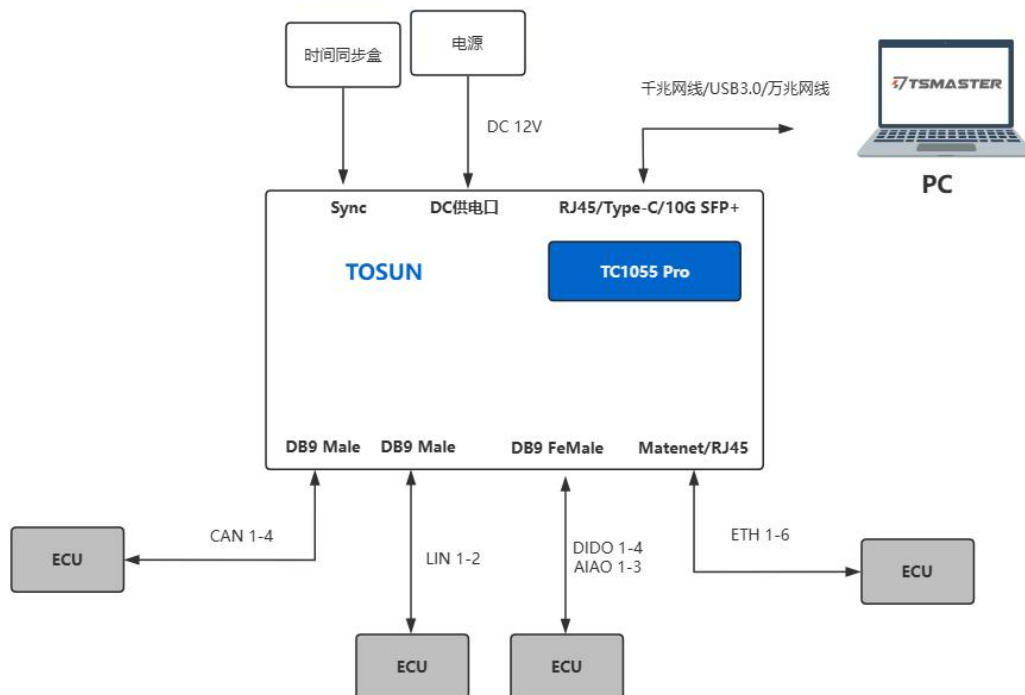 时间同步盒
电源
千兆网线/USB3.0/万兆网线
TSMASTER
DC 12V
PC
Sync
DC供电口
RJ45/Type-C/10G SFP+
TOSUN
TC1055 Pro
DB9 Male
DB9 Male
DB9 FeMale
Matenet/RJ45
CAN 1-4
LIN 1-2
DIDO 1-4
AIAO 1-3
ETH 1-6
ECU
ECU
ECU
ECU